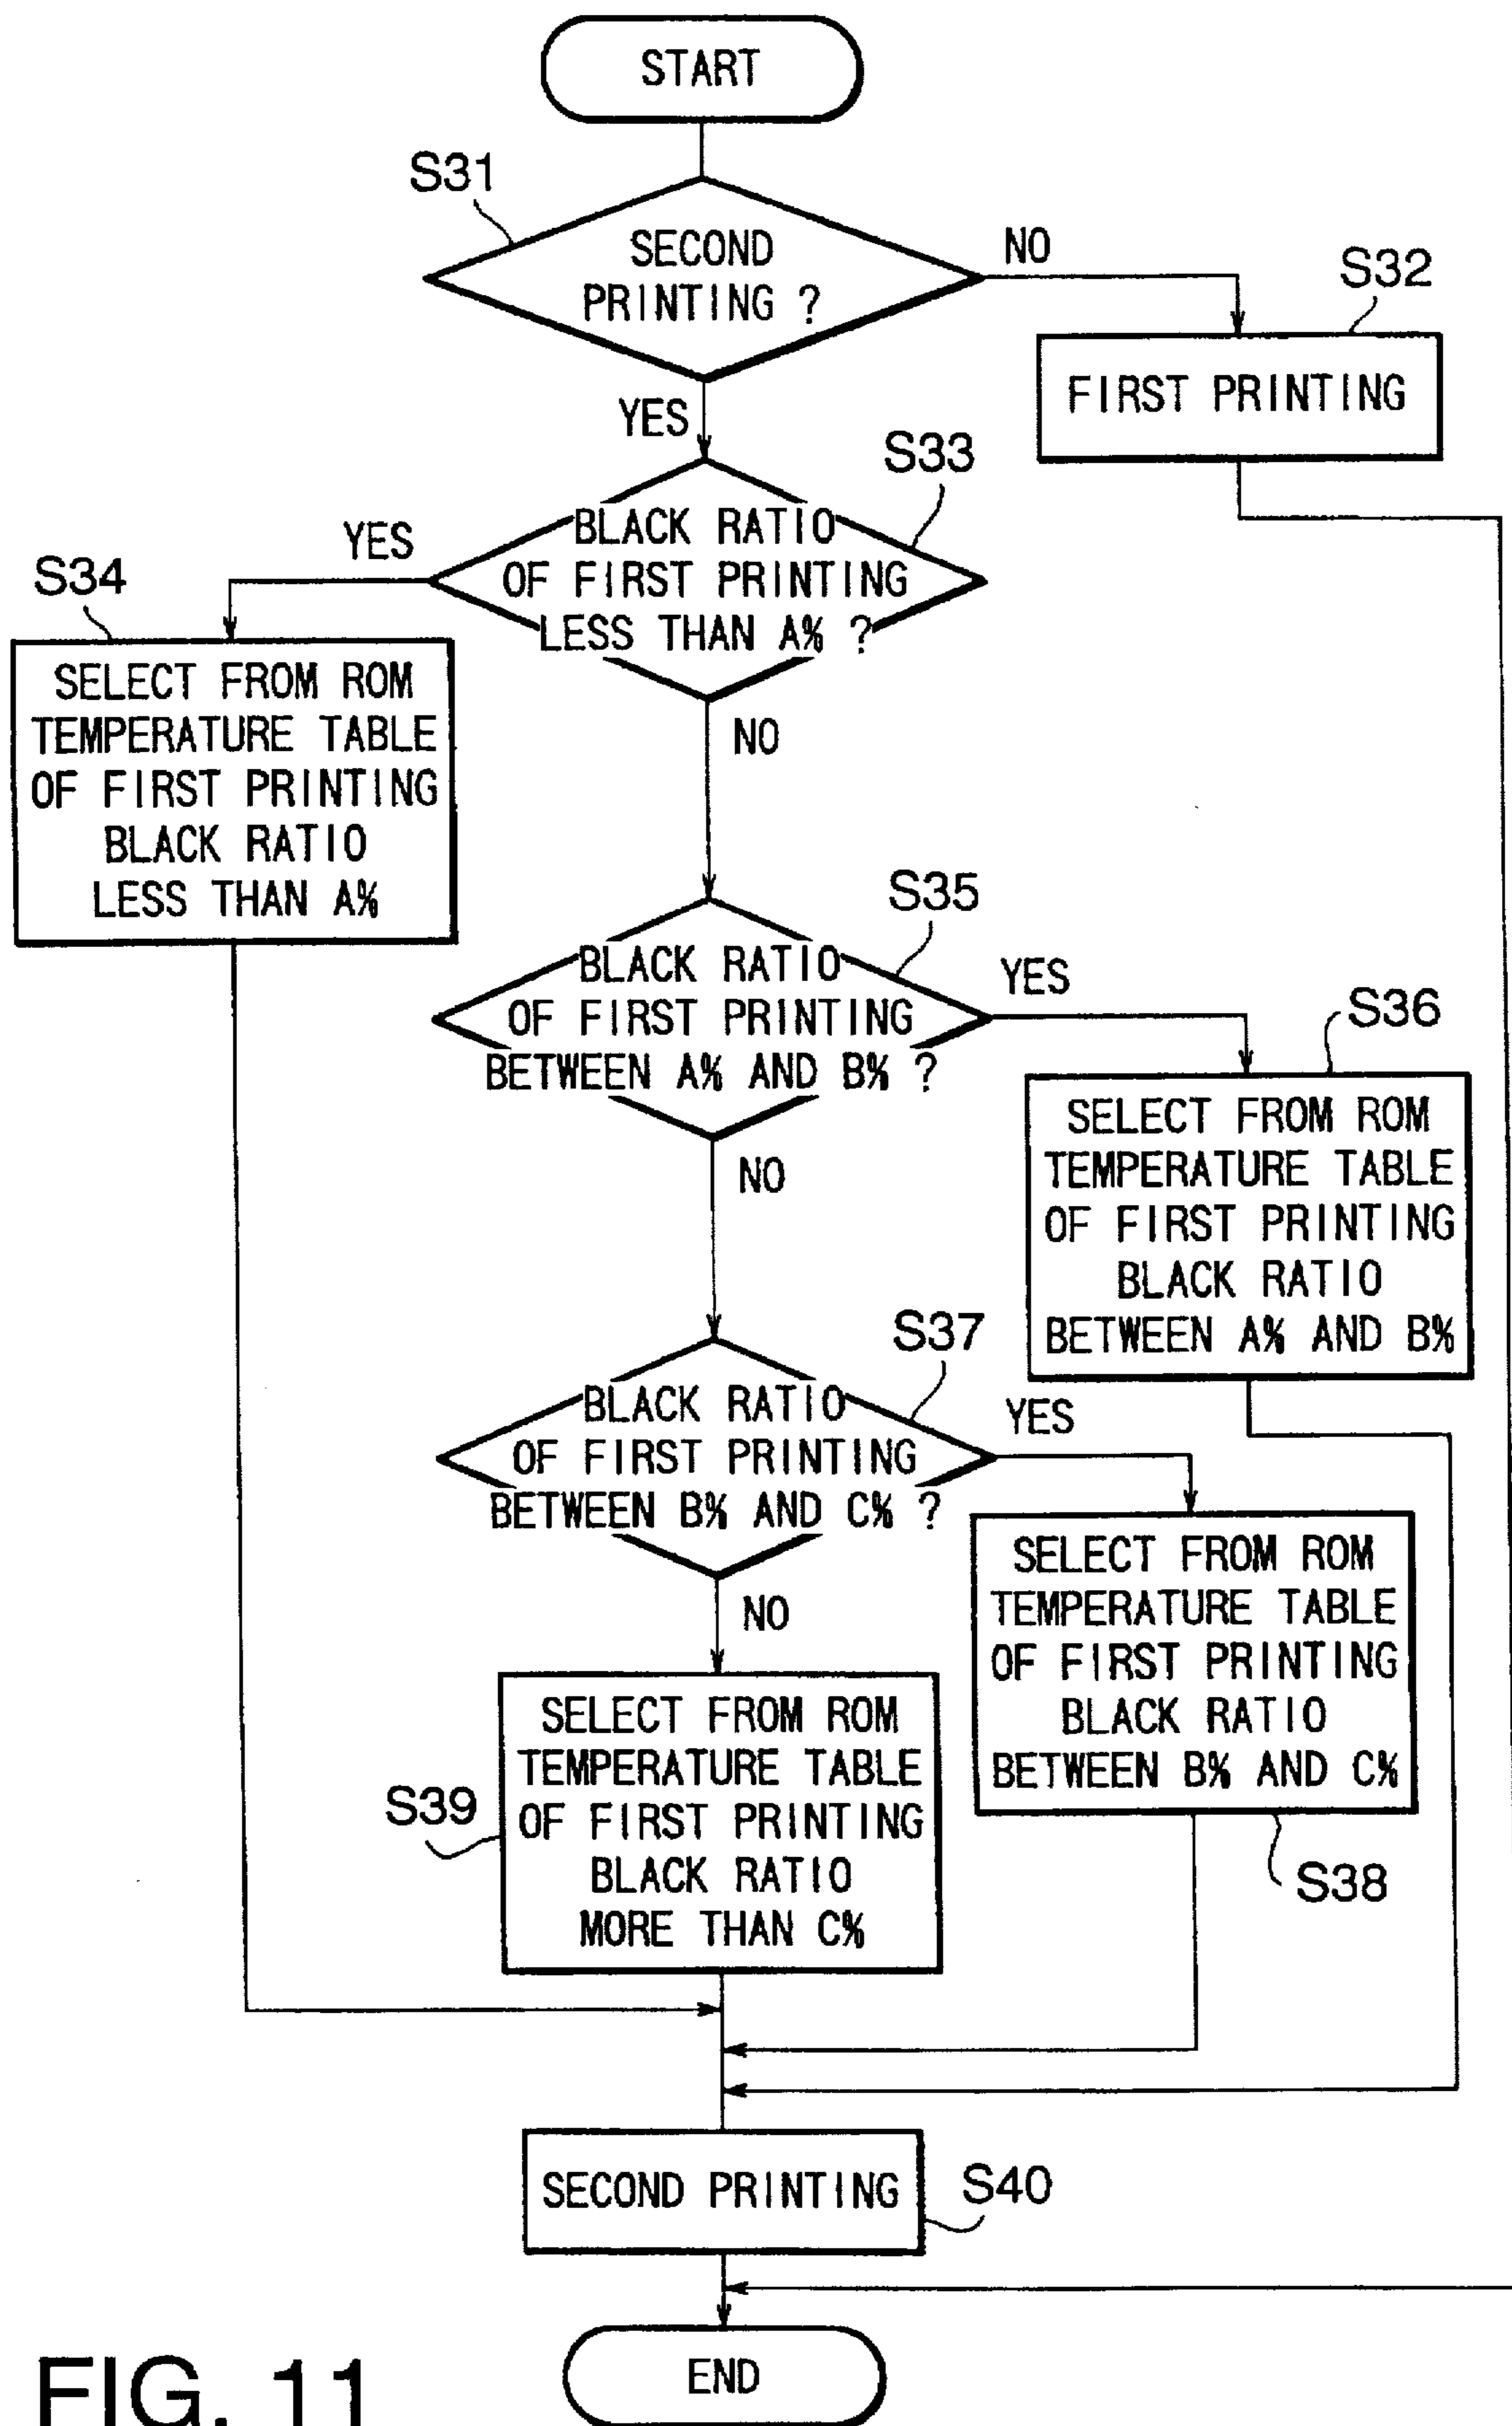 START
S31
SECOND
PRINTING ?
NO
S32
FIRST PRINTING
YES
S33
BLACK RATIO
OF FIRST PRINTING
LESS THAN A% ?
YES
S34
SELECT FROM ROM
TEMPERATURE TABLE
OF FIRST PRINTING
BLACK RATIO
LESS THAN A%
NO
S35
BLACK RATIO
OF FIRST PRINTING
BETWEEN A% AND B% ?
YES
S36
SELECT FROM ROM
TEMPERATURE TABLE
OF FIRST PRINTING
BLACK RATIO
BETWEEN A% AND B%
NO
S37
BLACK RATIO
OF FIRST PRINTING
BETWEEN B% AND C% ?
YES
SELECT FROM ROM
TEMPERATURE TABLE
OF FIRST PRINTING
BLACK RATIO
BETWEEN B% AND C%
S38
NO
S39
SELECT FROM ROM
TEMPERATURE TABLE
OF FIRST PRINTING
BLACK RATIO
MORE THAN C%
SECOND PRINTING
S40
END
FIG. 11